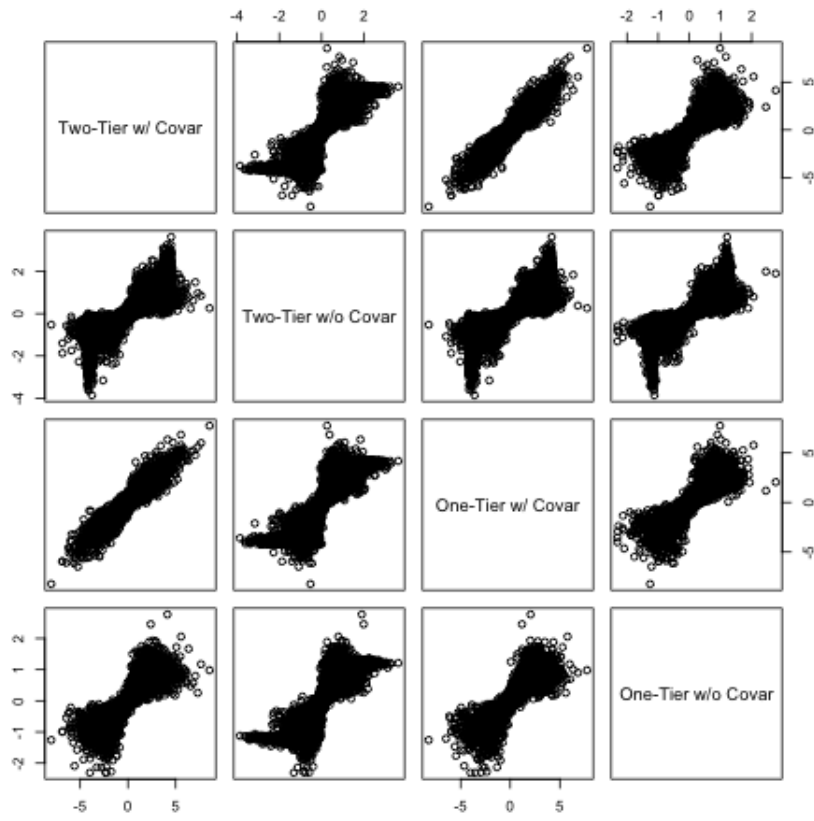 -4 0 2
-2 -1 0 1 2
Two-Tier w/ Covar
5
0
-5
2
0
-2
-4
Two-Tier w/o Covar
One-Tier w/ Covar
5
0
-5
2
1
0
-1
-2
One-Tier w/o Covar
-5 0 5
-5 0 5